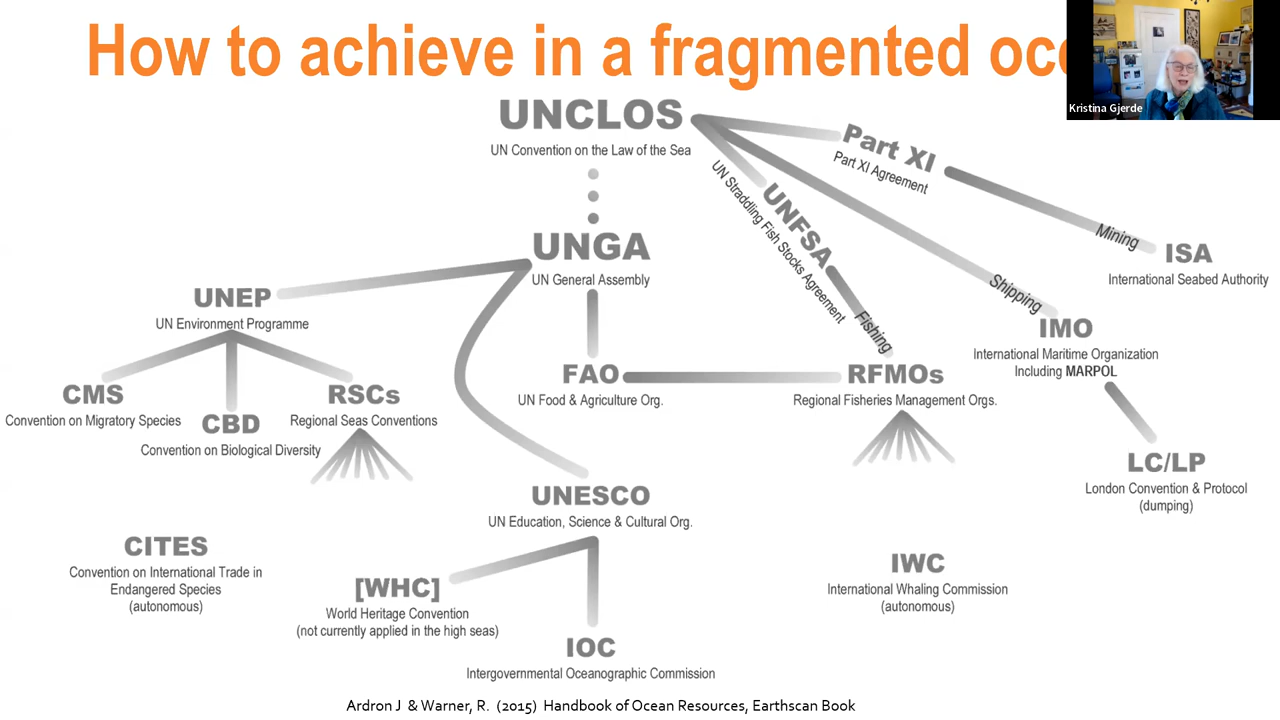 How to achieve in a fragmented
Kristina Gjerde
UNCLOS
UN Convention on the Law of the Sea
Part XI
Part XI Agreement
UNFSA
UN Straddling Fish Stocks Agreement
Mining
ISA
International Seabed Authority
UNGA
UN General Assembly
Shipping
Fishing
UNEP
UN Environment Programme
IMO
International Maritime Organization
Including MARPOL
FAO
UN Food & Agriculture Org.
RFMOs
Regional Fisheries Management Orgs.
CMS
Convention on Migratory Species
CBD
Convention on Biological Diversity
RSCs
Regional Seas Conventions
LC/LP
London Convention & Protocol
(dumping)
UNESCO
UN Education, Science & Cultural Org.
CITES
Convention on International Trade in
Endangered Species
(autonomous)
[WHC]
World Heritage Convention
(not currently applied in the high seas)
IWC
International Whaling Commission
(autonomous)
IOC
Intergovernmental Oceanographic Commission
Ardron J & Warner, R. (2015) Handbook of Ocean Resources, Earthscan Book